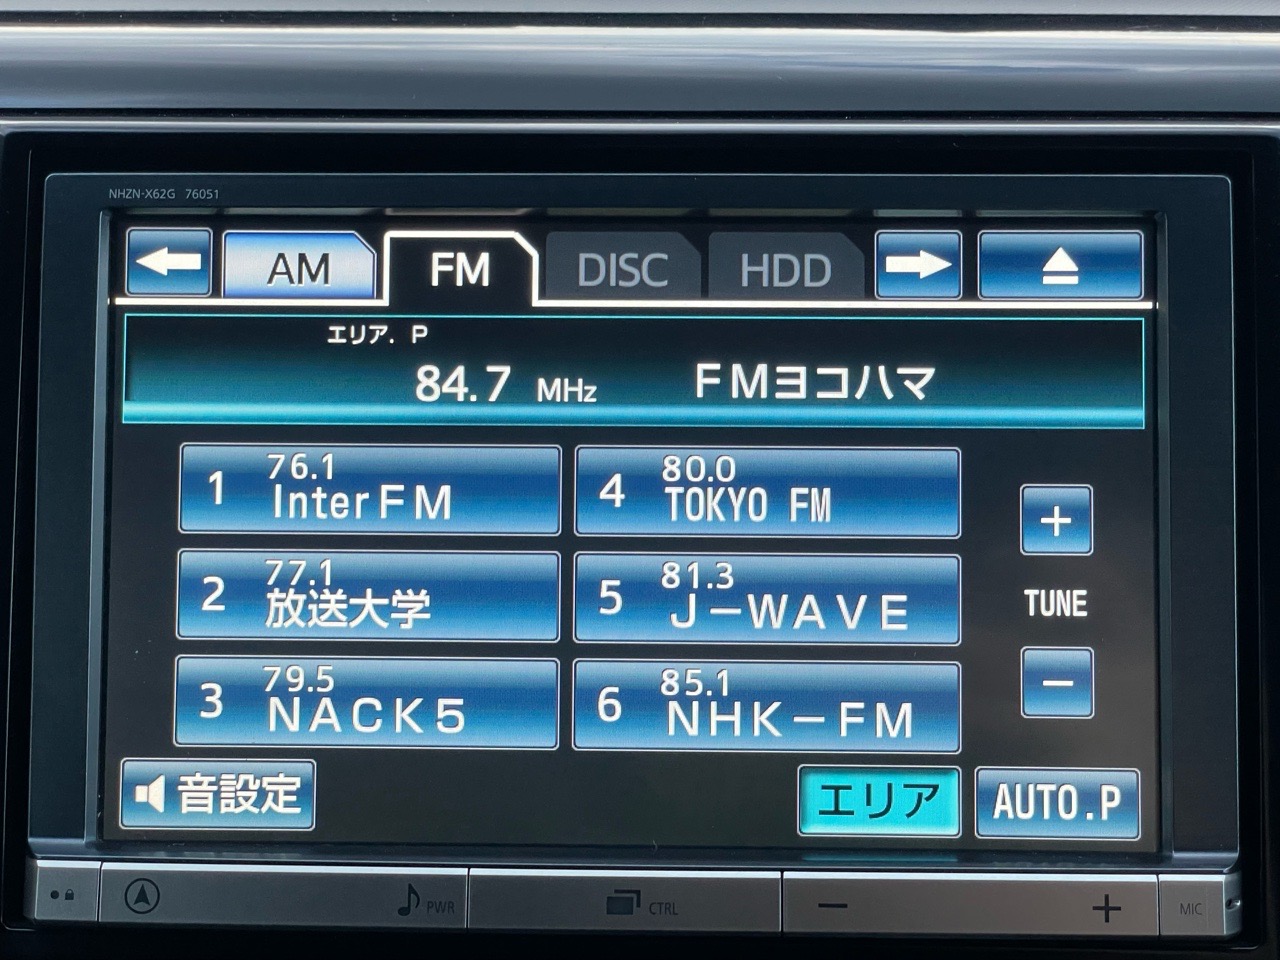 NHZN-X62G 76051
AM FM DISC HDD
エリア. P
84.7 MHz FMヨコハマ
1 76.1 InterFM
4 80.0 TOKYO FM
2 77.1 放送大学
5 81.3 J-WAVE
3 79.5 NACK5
6 85.1 NHK-FM
+
TUNE
-
音設定
エリア
AUTO.P
PWR
CTRL
- +
MIC